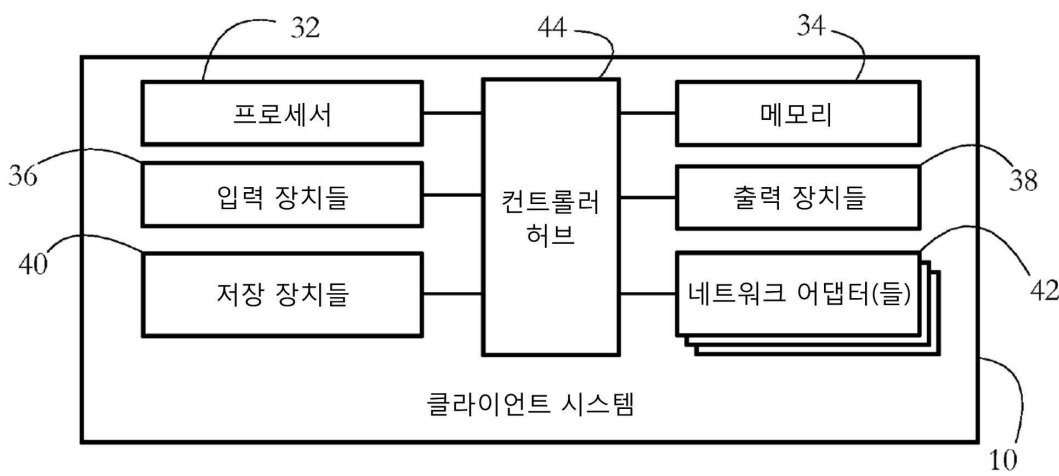 32
44
34
프로세서
메모리
36
입력 장치들
컨트롤러
허브
출력 장치들
38
40
저장 장치들
네트워크 어댑터(들)
42
클라이언트 시스템
10